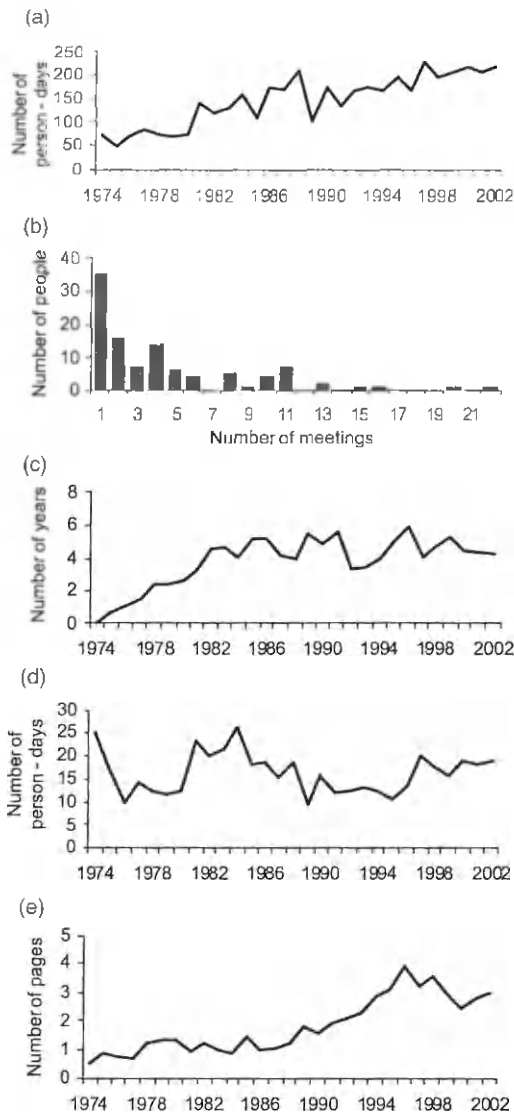 (a)
Number of
person - days
250
200
150
100
50
0
1974 1978 1982 1986 1990 1994 1998 2002
(b)
Number of people
40
30
20
10
0
1 3 5 7 9 11 13 15 17 19 21
Number of meetings
(c)
Number of years
8
6
4
2
0
1974 1978 1982 1986 1990 1994 1998 2002
(d)
Number of
person - days
30
25
20
15
10
5
0
1974 1978 1982 1986 1990 1994 1998 2002
(e)
Number of pages
5
4
3
2
1
0
1974 1978 1982 1986 1990 1994 1998 2002